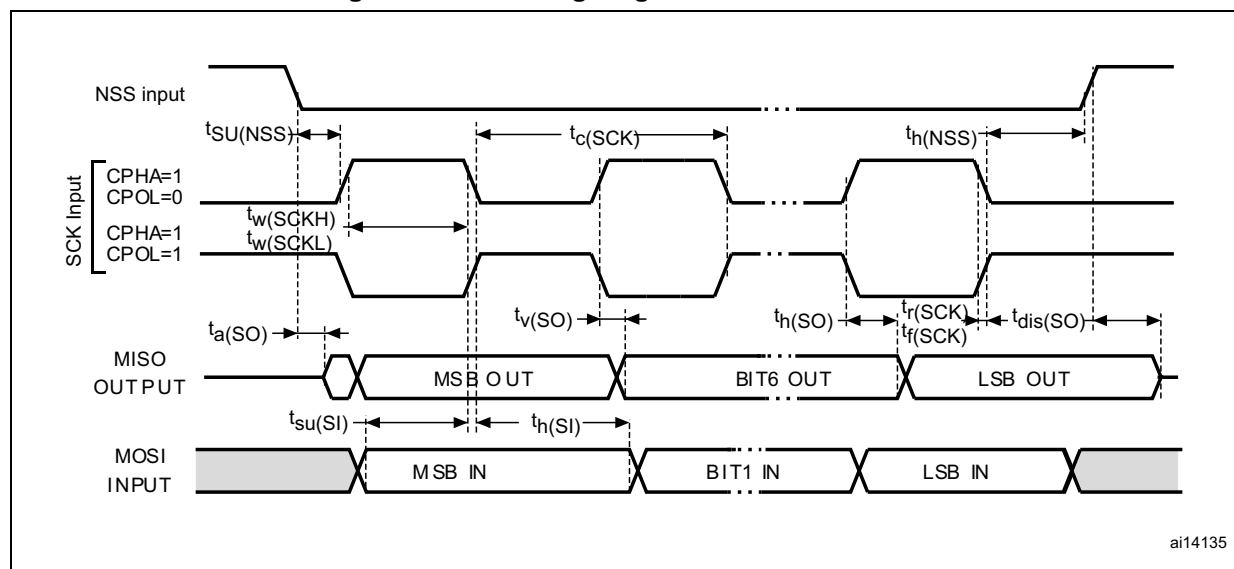 NSS input
tSU(NSS)
tc(SCK)
th(NSS)
SCK Input
CPHA=1
CPOL=0
tw(SCKH)
CPHA=1
tw(SCKL)
CPOL=1
ta(SO)
tv(SO)
th(SO)
tr(SCK)
tf(SCK)
tdis(SO)
MISO
OUTPUT
MSB OUT
BIT6 OUT
LSB OUT
tsu(SI)
th(SI)
MOSI
INPUT
MSB IN
BIT1 IN
LSB IN
ai14135